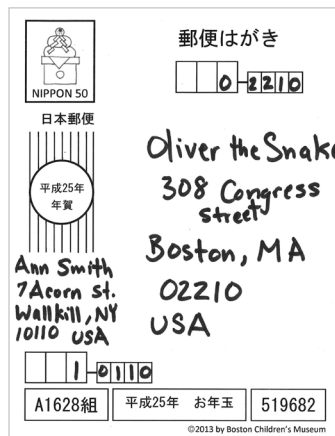 郵便はがき
0-2210
NIPPON 50
日本郵便
平成25年
年賀
Oliver the Snake
308 Congress
street
Boston, MA
02210
USA
Ann Smith
7 Acorn St.
Wallkill, NY
10110 USA
1-0110
A1628組
平成25年 お年玉
519682
©2013 by Boston Children's Museum